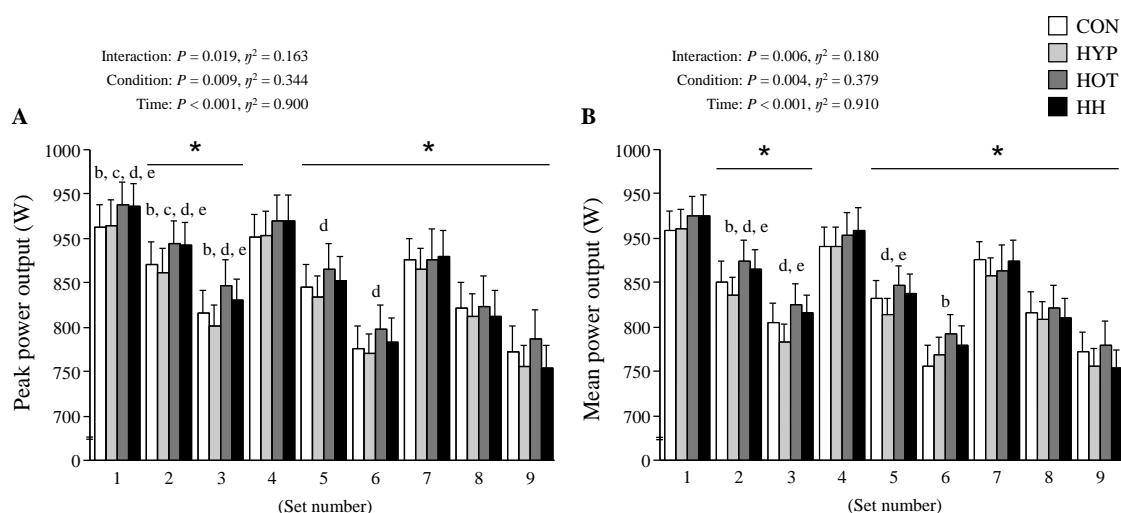 CON
HYP
HOT
HH
Interaction: P = 0.019, η² = 0.163
Condition: P = 0.009, η² = 0.344
Time: P < 0.001, η² = 0.900
A
Peak power output (W)
1000
950
950
850
800
750
700
0
*
*
b, c, d, e
b, c, d, e
b, d, e
d
d
1 2 3 4 5 6 7 8 9
(Set number)
Interaction: P = 0.006, η² = 0.180
Condition: P = 0.004, η² = 0.379
Time: P < 0.001, η² = 0.910
B
Mean power output (W)
1000
950
950
850
800
750
700
0
*
*
b, d, e
d, e
d, e
b
1 2 3 4 5 6 7 8 9
(Set number)